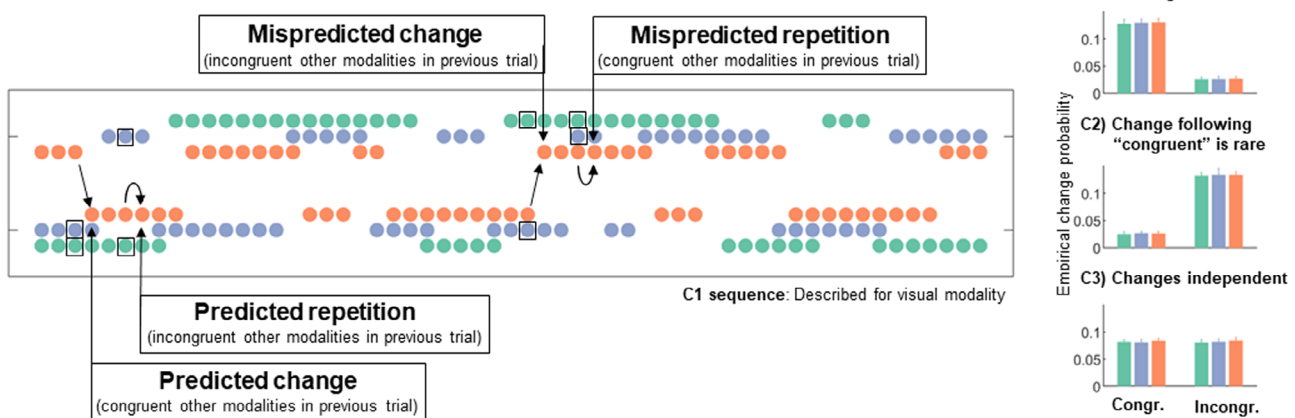 Mispredicted change
(incongruent other modalities in previous trial)
Mispredicted repetition
(congruent other modalities in previous trial)
Predicted repetition
(incongruent other modalities in previous trial)
Predicted change
(congruent other modalities in previous trial)
C1 sequence: Described for visual modality
Empirical change probability
0.1
0.05
0
C2) Change following
“congruent” is rare
0.1
0.05
0
C3) Changes independent
0.1
0.05
0
Congr. Incongr.